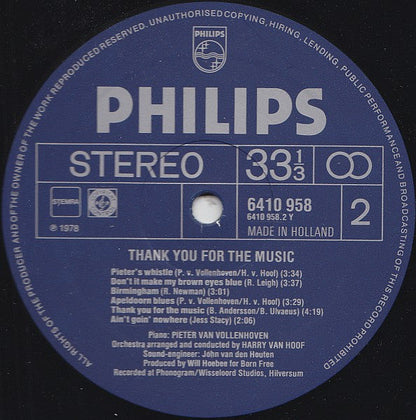 ALL RIGHTS OF THE PRODUCER AND OF THE OWNER OF THE WORK REPRODUCED RESERVED. UNAUTHORISED COPYING, HIRING, LENDING, PUBLIC PERFORMANCE AND BROADCASTING OF THIS RECORD PROHIBITED
PHILIPS
PHILIPS
STEREO 33 1/3
STEMRA
6410 958
6410 958.2 Y
2
℗ 1978
MADE IN HOLLAND
THANK YOU FOR THE MUSIC
Pieter's whistle (P. v. Vollenhoven/H. v. Hoof) (3:34)
Don't it make my brown eyes blue (R. Leigh) (3:37)
Birmingham (R. Newman) (3:01)
Apeldoorn blues (P. v. Vollenhoven/H. v. Hoof) (3:29)
Thank you for the music (B. Andersson/B. Ulvaeus) (4:19)
Ain't goin' nowhere (Jess Stacy) (2:06)
Piano: PIETER VAN VOLLENHOVEN
Orchestra arranged and conducted by HARRY VAN HOOF
Sound-engineer: John van den Houten
Produced by Will Hoebee for Born Free
Recorded at Phonogram/Wisseloord Studios, Hilversum